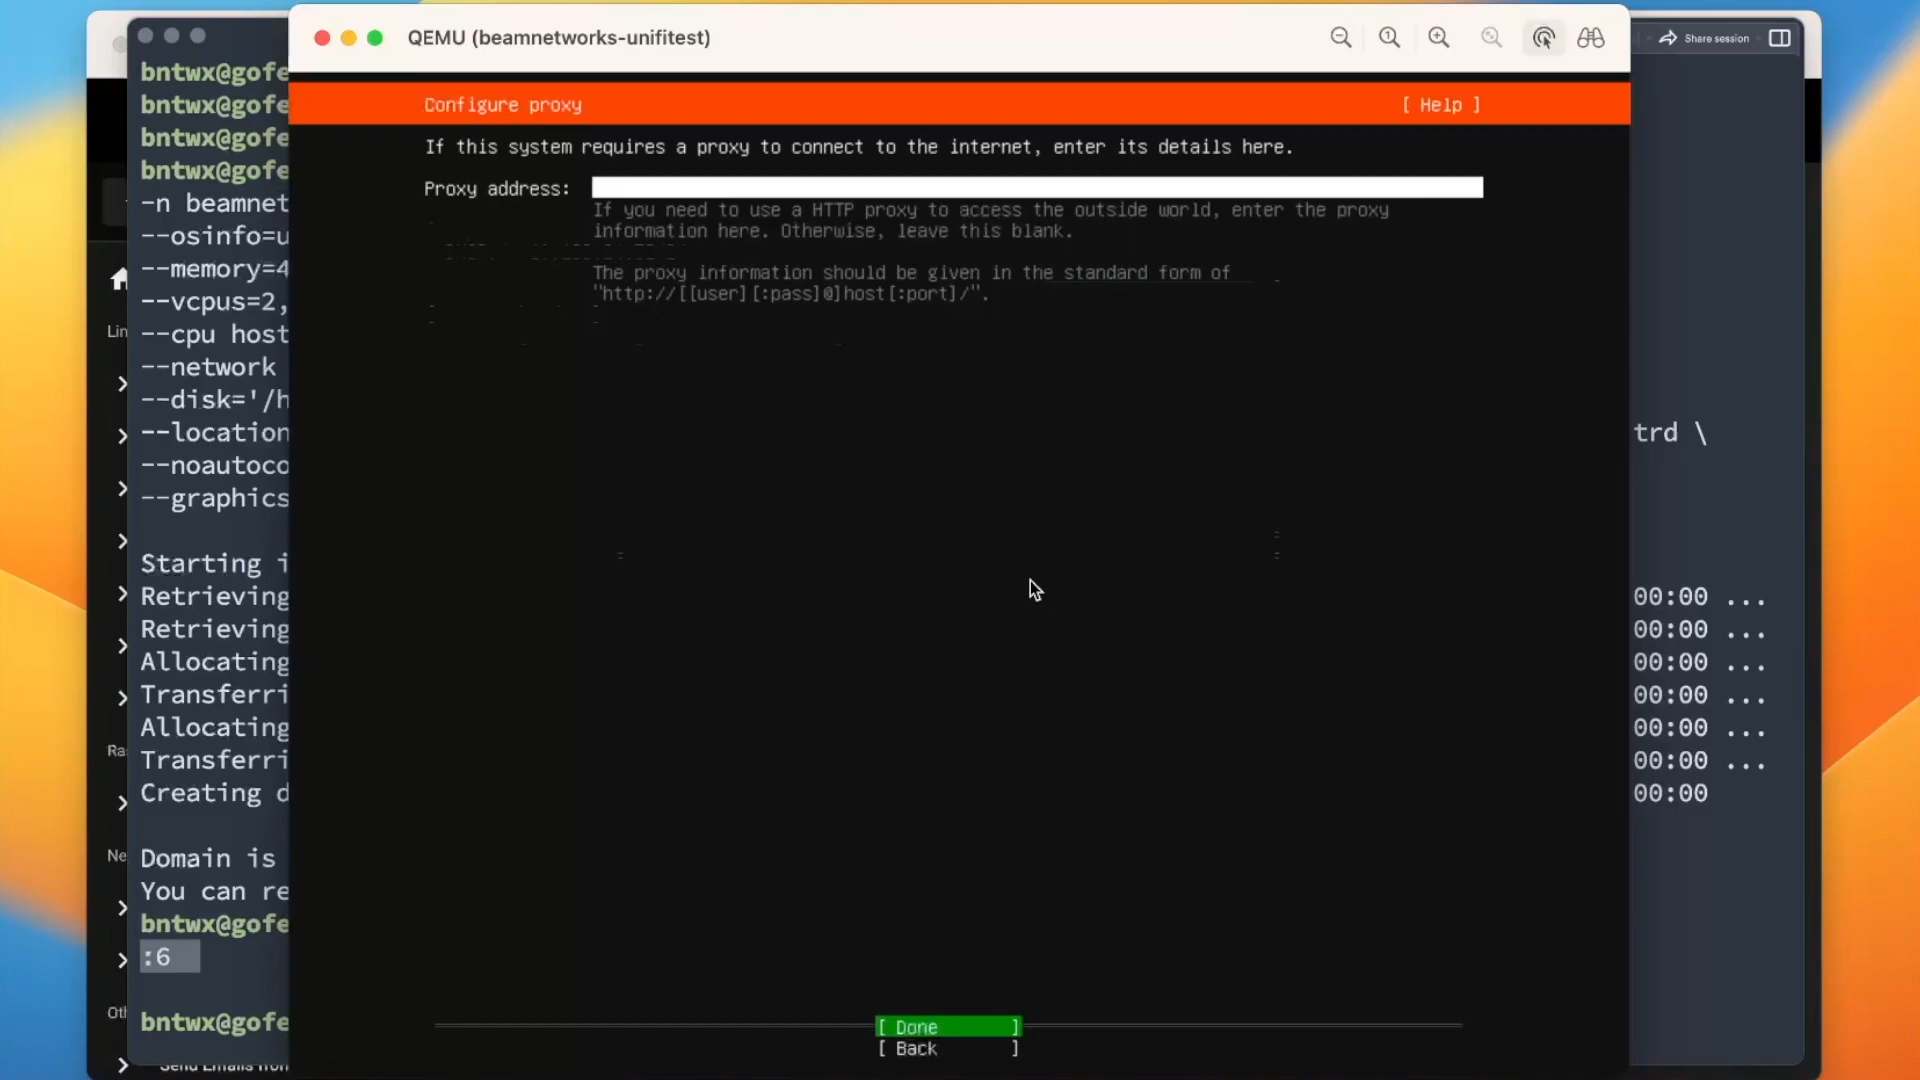 QEMU (beamnetworks-unifitest)
Share session
Configure proxy
[ Help ]
If this system requires a proxy to connect to the internet, enter its details here.
Proxy address:
If you need to use a HTTP proxy to access the outside world, enter the proxy
information here. Otherwise, leave this blank.
The proxy information should be given in the standard form of
"http://[[user][:pass]@]host[:port]/".
[ Done ]
[ Back ]
bntwx@gofe
bntwx@gofe
bntwx@gofe
bntwx@gofe
-n beamnet
--osinfo=u
--memory=4
--vcpus=2,
--cpu host
--network
--disk='/h
--location
trd \
--noautoco
--graphics
Starting i
Retrieving
00:00 ...
Retrieving
00:00 ...
Allocating
00:00 ...
Transferri
00:00 ...
Allocating
00:00 ...
Transferri
00:00 ...
Creating d
00:00
Domain is
You can re
bntwx@gofe
:6
bntwx@gofe
Lin
Ras
Ne
Oth
Send Emails from